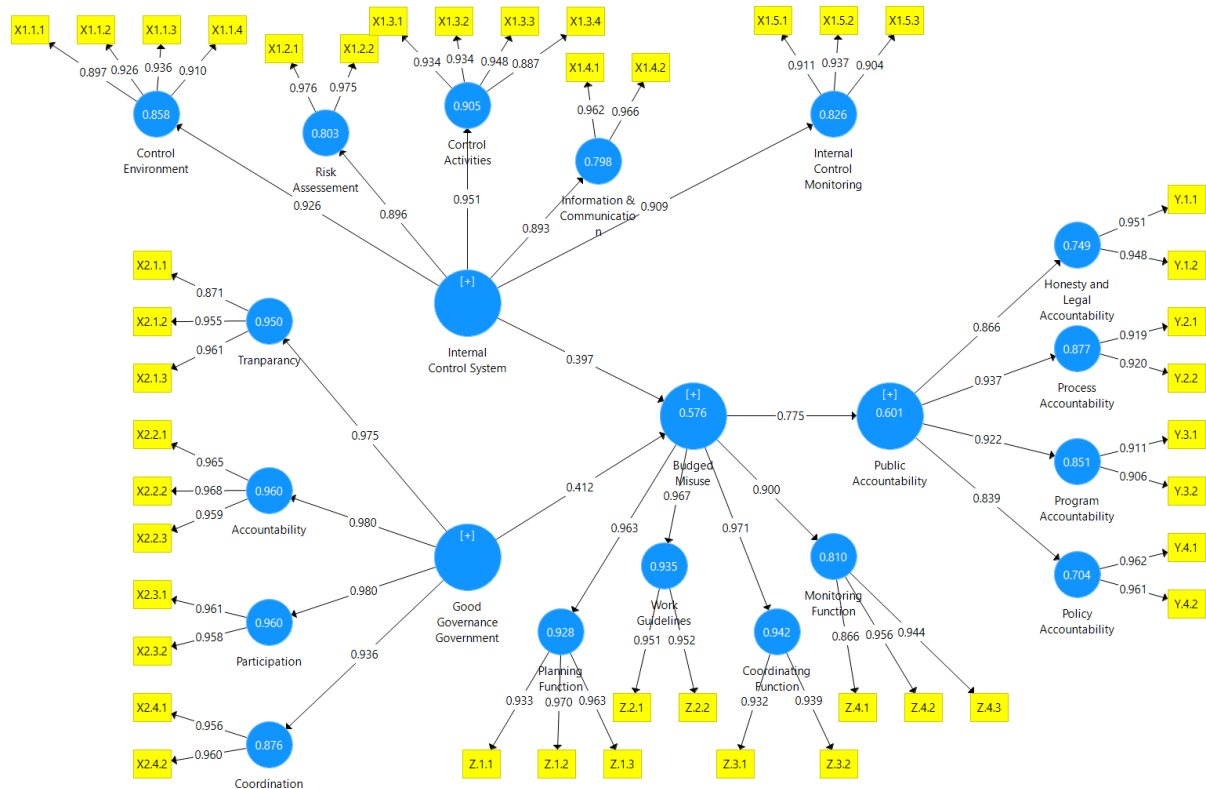 X1.1.1
X1.1.2
X1.1.3
X1.1.4
0.897
0.926
0.936
0.910
0.858
Control
Environment
X1.2.1
X1.2.2
0.976
0.975
0.803
Risk
Assessement
X1.3.1
X1.3.2
X1.3.3
X1.3.4
0.934
0.934
0.948
0.887
0.905
Control
Activities
X1.4.1
X1.4.2
0.962
0.966
0.798
Information &
Communicatio
n
X1.5.1
X1.5.2
X1.5.3
0.911
0.937
0.904
0.826
Internal
Control
Monitoring
0.926
0.896
0.951
0.893
0.909
[+]
Internal
Control System
0.397
X2.1.1
X2.1.2
X2.1.3
0.871
0.955
0.961
0.950
Tranparancy
X2.2.1
X2.2.2
X2.2.3
0.965
0.968
0.959
0.960
Accountability
X2.3.1
X2.3.2
0.961
0.958
0.960
Participation
X2.4.1
X2.4.2
0.956
0.960
0.876
Coordination
0.975
0.980
0.980
0.936
[+]
Good
Governance
Government
0.412
[+]
0.576
Budged
Misuse
0.775
0.963
0.967
0.971
0.900
0.928
Planning
Function
0.933
0.970
0.963
Z.1.1
Z.1.2
Z.1.3
0.935
Work
Guidelines
0.951
0.952
Z.2.1
Z.2.2
0.942
Coordinating
Function
0.932
0.939
Z.3.1
Z.3.2
0.810
Monitoring
Function
0.866
0.956
0.944
Z.4.1
Z.4.2
Z.4.3
[+]
0.601
Public
Accountability
0.866
0.937
0.922
0.839
0.749
Honesty and
Legal
Accountability
0.951
0.948
Y.1.1
Y.1.2
0.877
Process
Accountability
0.919
0.920
Y.2.1
Y.2.2
0.851
Program
Accountability
0.911
0.906
Y.3.1
Y.3.2
0.704
Policy
Accountability
0.962
0.961
Y.4.1
Y.4.2